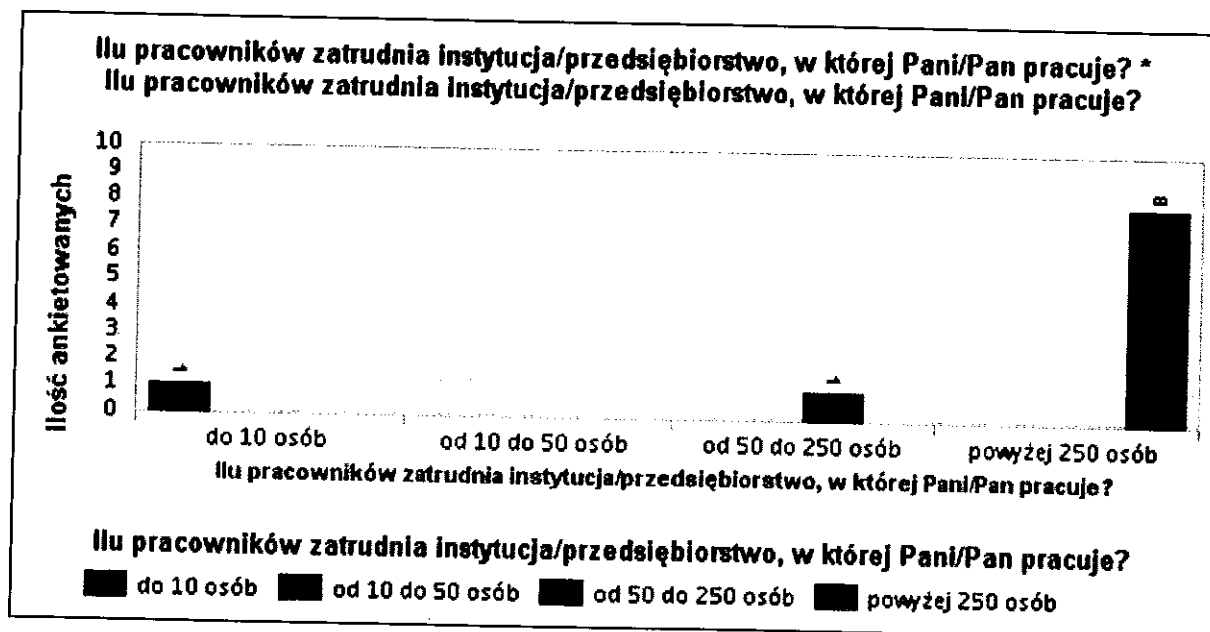 Ilu pracowników zatrudnia instytucja/przedsiębiorstwo, w której Pani/Pan pracuje? *
Ilu pracowników zatrudnia instytucja/przedsiębiorstwo, w której Pani/Pan pracuje?
Ilość ankietowanych
10
9
8
7
6
5
4
3
2
1
0
1
1
8
do 10 osób
od 10 do 50 osób
od 50 do 250 osób
powyżej 250 osób
Ilu pracowników zatrudnia instytucja/przedsiębiorstwo, w której Pani/Pan pracuje?
Ilu pracowników zatrudnia instytucja/przedsiębiorstwo, w której Pani/Pan pracuje?
do 10 osób od 10 do 50 osób od 50 do 250 osób powyżej 250 osób